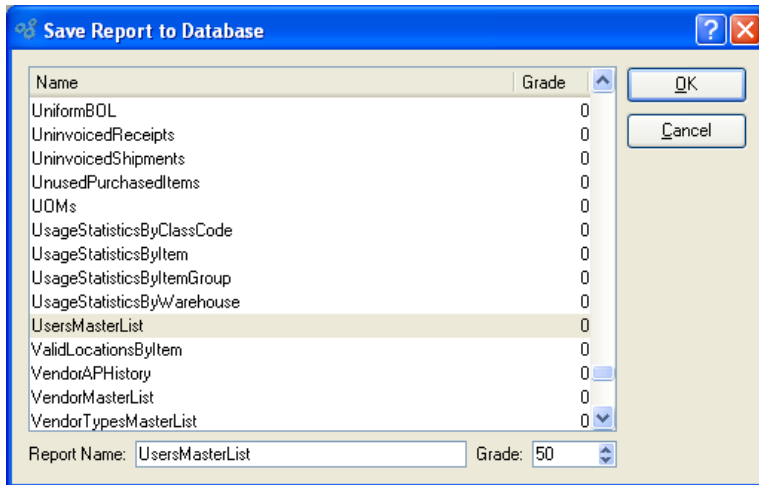 Save Report to Database
Name Grade
OK
UniformBOL 0
Cancel
UninvoicedReceipts 0
UninvoicedShipments 0
UnusedPurchasedItems 0
UOMs 0
UsageStatisticsByClassCode 0
UsageStatisticsByItem 0
UsageStatisticsByItemGroup 0
UsageStatisticsByWarehouse 0
UsersMasterList 0
ValidLocationsByItem 0
VendorAPHistory 0
VendorMasterList 0
VendorTypesMasterList 0
Report Name: UsersMasterList Grade: 50